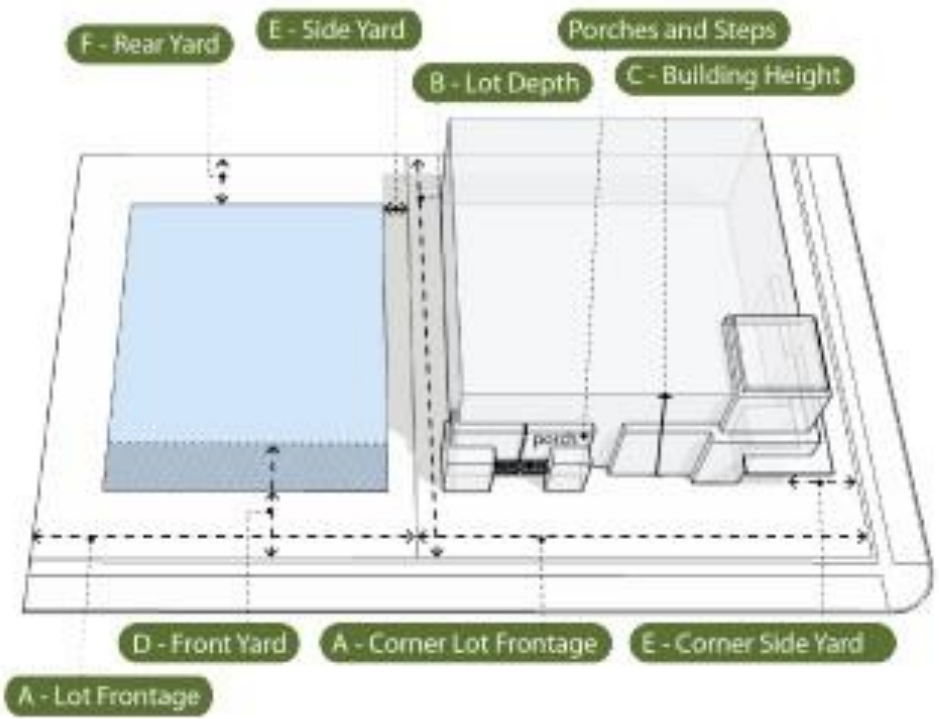 F - Rear Yard
E - Side Yard
Porches and Steps
B - Lot Depth
C - Building Height
porch
D - Front Yard
A - Corner Lot Frontage
E - Corner Side Yard
A - Lot Frontage